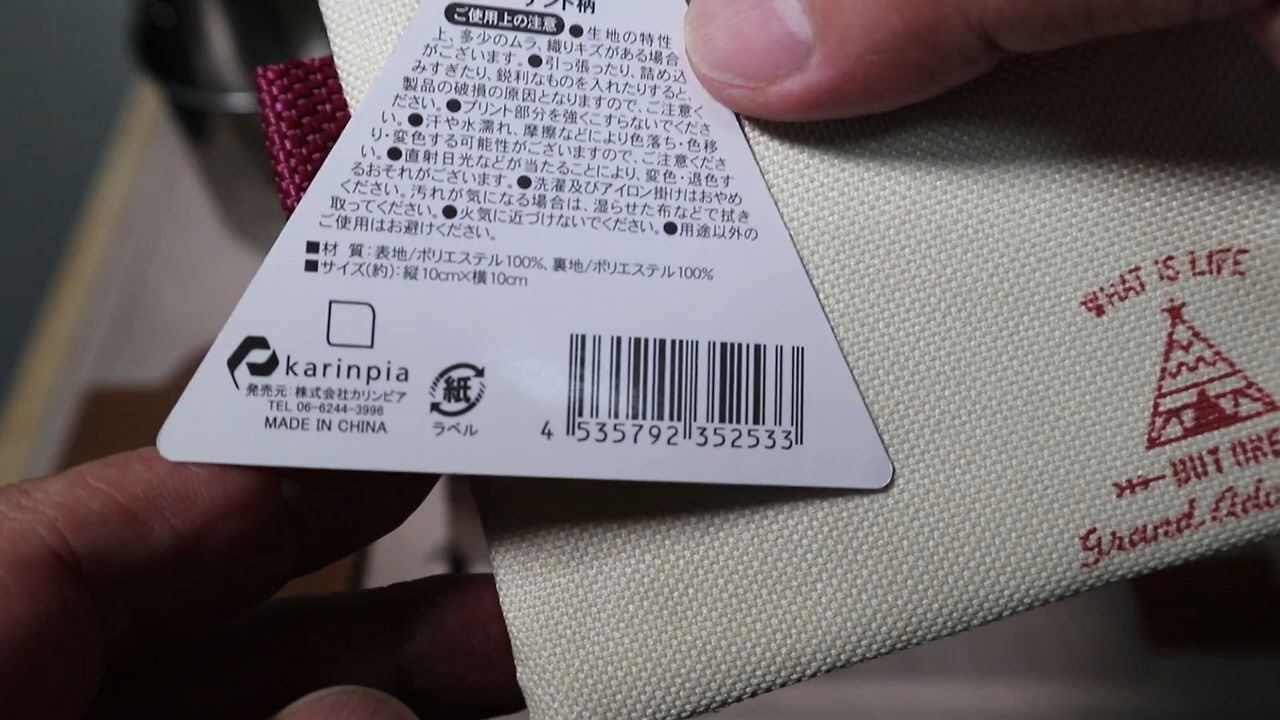 テント柄
ご使用上の注意 ●生地の特性
上、多少のムラ、織りキズがある場合
がございます。●引っ張ったり、詰め込
みすぎたり、鋭利なものを入れたりすると、
製品の破損の原因となりますので、ご注意く
ださい。●プリント部分を強くこすらないでくださ
い。●汗や水濡れ、摩擦などにより色落ち・色移
り・変色する可能性がございますので、ご注意くださ
い。●直射日光などが当たることにより、変色・退色す
るおそれがございます。●洗濯及びアイロン掛けはおやめ
ください。汚れが気になる場合は、湿らせた布などで拭き
取ってください。●火気に近づけないでください。●用途以外の
ご使用はお避けください。
■材 質:表地/ポリエステル100%、裏地/ポリエステル100%
■サイズ(約):縦10cm×横10cm
karinpia
発売元:株式会社カリンピア
TEL 06-6244-3996
MADE IN CHINA
紙
ラベル
4 535792 352533
WHAT IS LIFE
BUT ONE
Grand